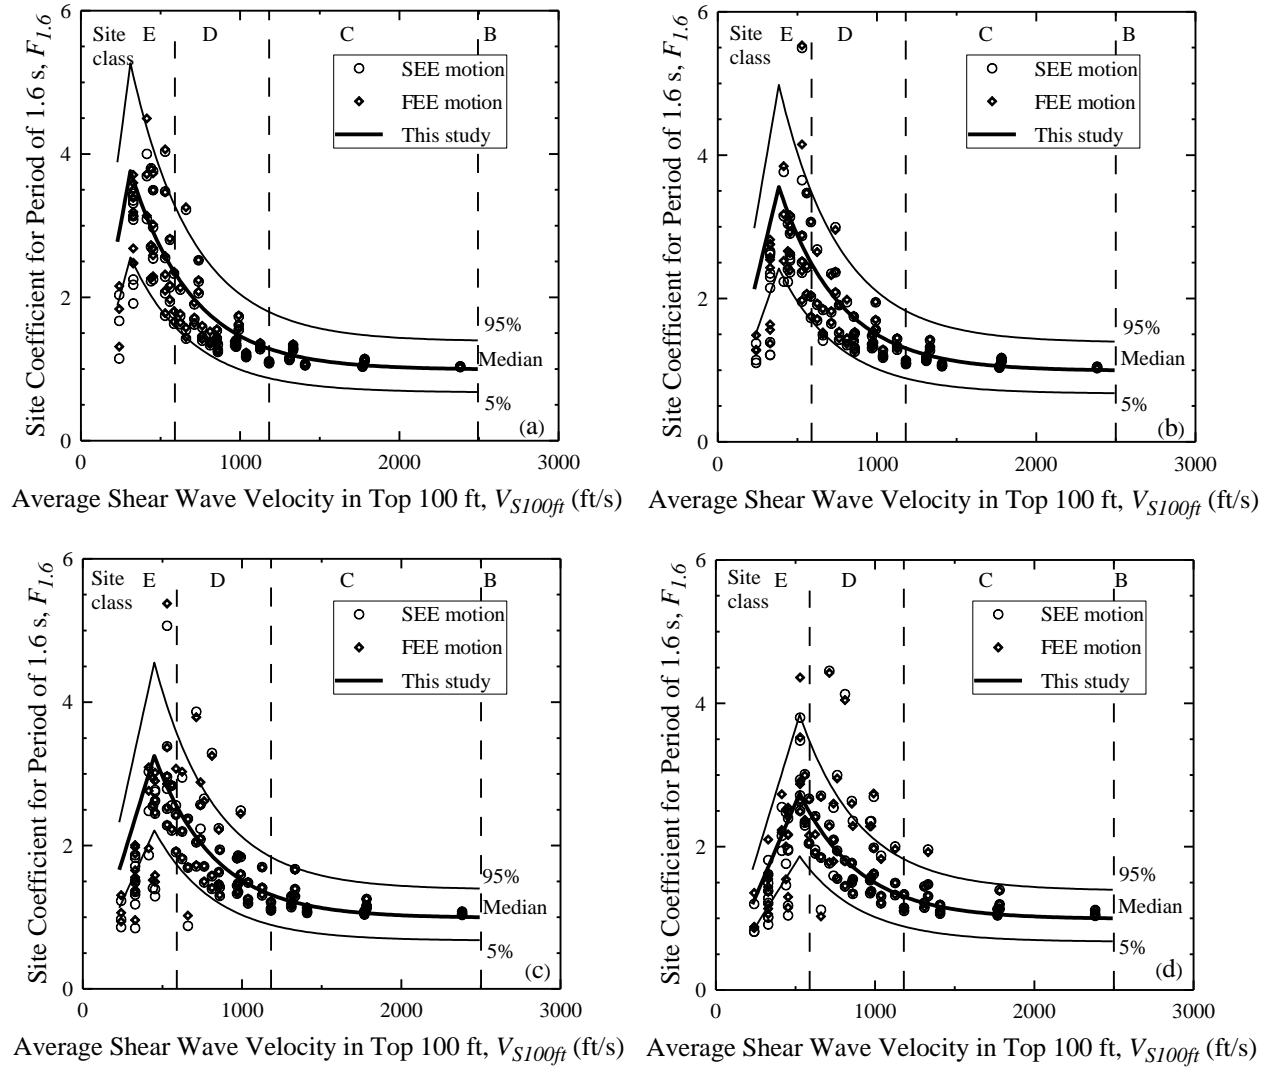 Site Coefficient for Period of 1.6 s, F1.6
6
4
2
0
Site class
E
D
C
B
SEE motion
FEE motion
This study
95%
Median
5%
(a)
0
1000
2000
3000
Average Shear Wave Velocity in Top 100 ft, VS100ft (ft/s)
Site Coefficient for Period of 1.6 s, F1.6
6
4
2
0
Site class
E
D
C
B
SEE motion
FEE motion
This study
95%
Median
5%
(b)
0
1000
2000
3000
Average Shear Wave Velocity in Top 100 ft, VS100ft (ft/s)
Site Coefficient for Period of 1.6 s, F1.6
6
4
2
0
Site class
E
D
C
B
SEE motion
FEE motion
This study
95%
Median
5%
(c)
0
1000
2000
3000
Average Shear Wave Velocity in Top 100 ft, VS100ft (ft/s)
Site Coefficient for Period of 1.6 s, F1.6
6
4
2
0
Site class
E
D
C
B
SEE motion
FEE motion
This study
95%
Median
5%
(d)
0
1000
2000
3000
Average Shear Wave Velocity in Top 100 ft, VS100ft (ft/s)